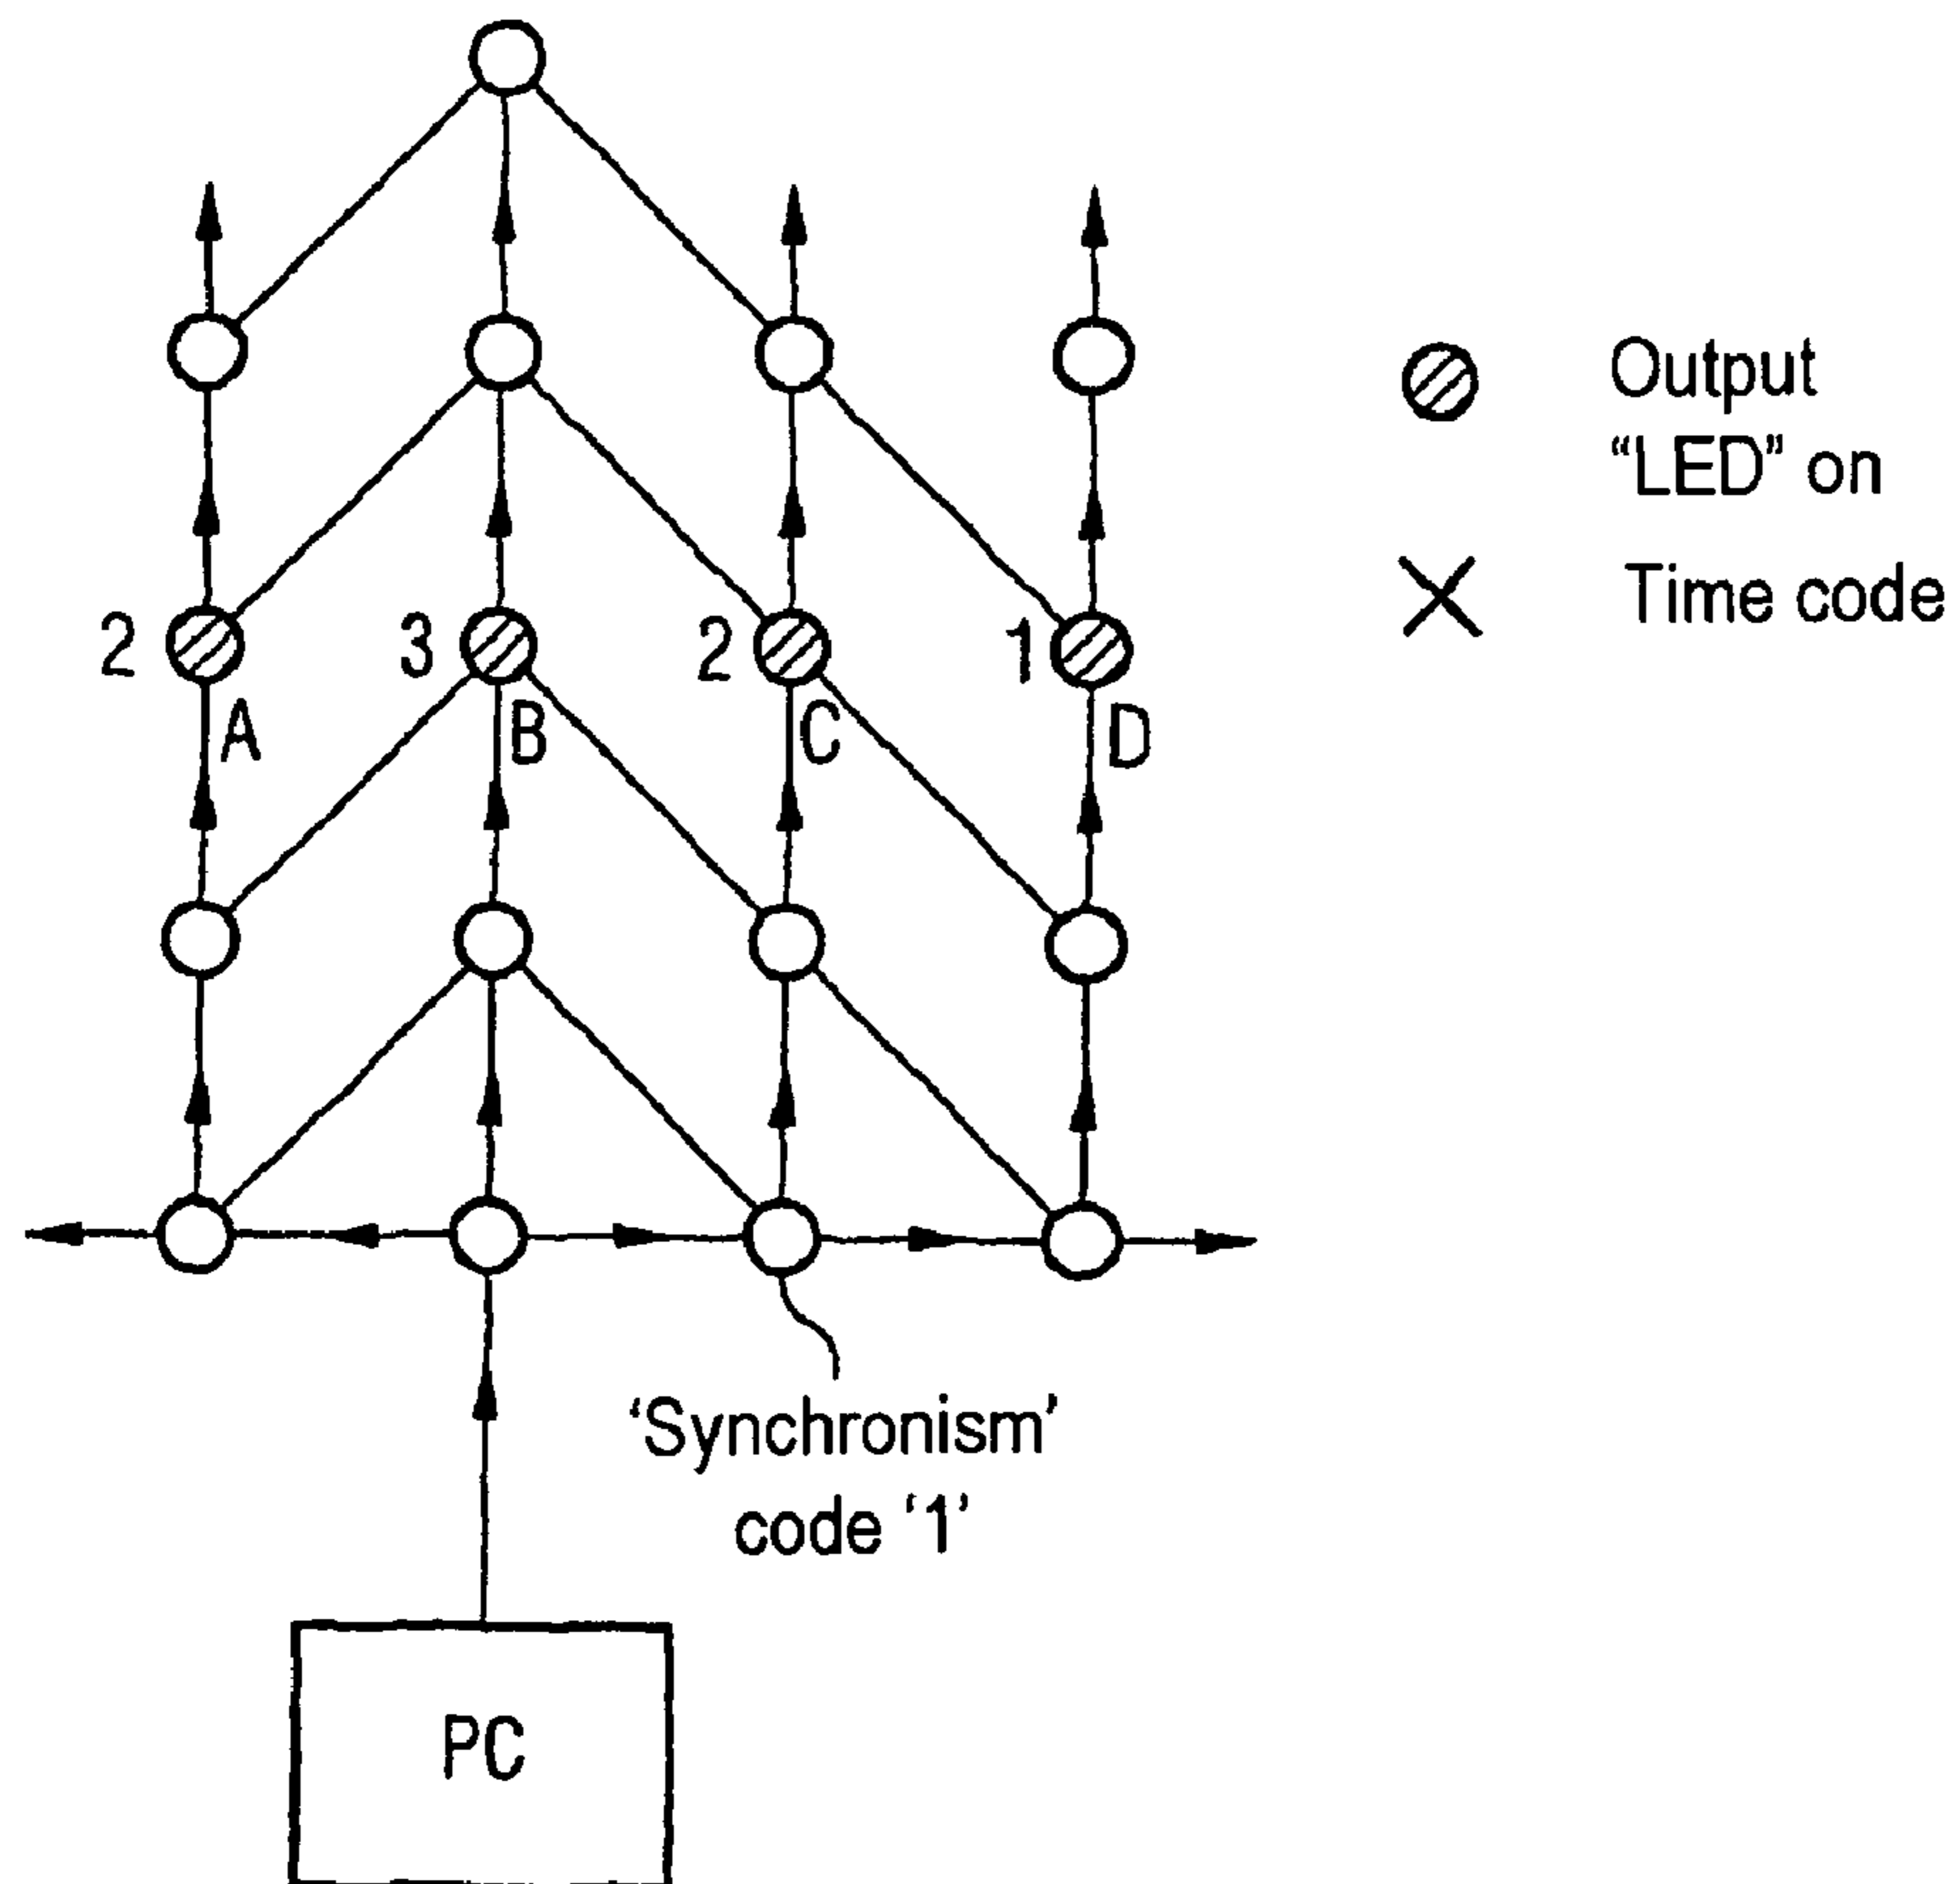 Output
“LED” on
Time code
2 3 2 1
A B C D
‘Synchronism’
code ‘1’
PC